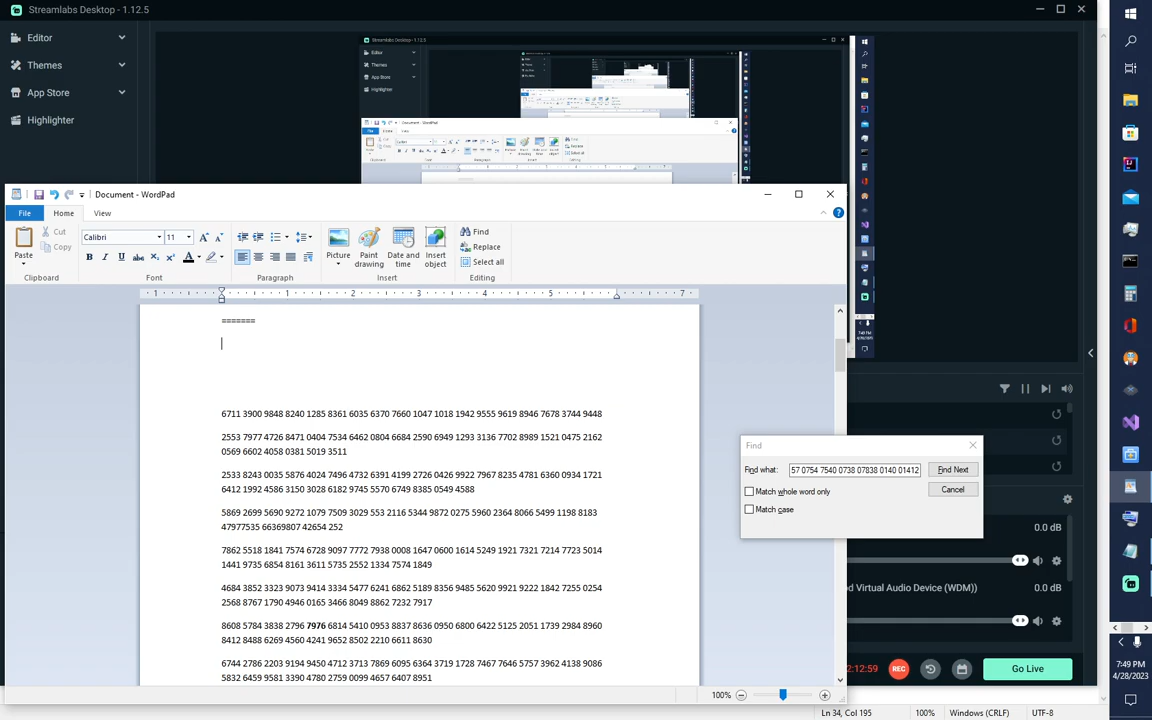 Streamlabs Desktop - 1.12.5
Editor
Themes
App Store
Highlighter
Document - WordPad
File
Home
View
Paste
Cut
Copy
Clipboard
Calibri
11
Font
Paragraph
Picture
Paint
drawing
Date and
time
Insert
object
Insert
Find
Replace
Select all
Editing
1 1 2 3 4 5 7
=======
6711 3900 9848 8240 1285 8361 6035 6370 7660 1047 1018 1942 9555 9619 8946 7678 3744 9448
2553 7977 4726 8471 0404 7534 6462 0804 6684 2590 6949 1293 3136 7702 8989 1521 0475 2162
0569 6602 4058 0381 5019 3511
2533 8243 0035 5876 4024 7496 4732 6391 4199 2726 0426 9922 7967 8235 4781 6360 0934 1721
6412 1992 4586 3150 3028 6182 9745 5570 6749 8385 0549 4588
5869 2699 5690 9272 1079 7509 3029 553 2116 5344 9872 0275 5960 2364 8066 5499 1198 8183
47977535 66369807 42654 252
7862 5518 1841 7574 6728 9097 7772 7938 0008 1647 0600 1614 5249 1921 7321 7214 7723 5014
1441 9735 6854 8161 3611 5735 2552 1334 7574 1849
4684 3852 3323 9073 9414 3334 5477 6241 6862 5189 8356 9485 5620 9921 9222 1842 7255 0254
2568 8767 1790 4946 0165 3466 8049 8862 7232 7917
8608 5784 3838 2796 7976 6814 5410 0953 8837 8636 0950 6800 6422 5125 2051 1739 2984 8960
8412 8488 6269 4560 4241 9652 8502 2210 6611 8630
6744 2786 2203 9194 9450 4712 3713 7869 6095 6364 3719 1728 7467 7646 5757 3962 4138 9086
5832 6459 9581 3390 4780 2759 0099 4657 6407 8951
100%
Find
Find what:
57 0754 7540 0738 07838 0140 01412
Find Next
Match whole word only
Cancel
Match case
0.0 dB
od Virtual Audio Device (WDM))
0.0 dB
2:12:59
REC
Go Live
Ln 34, Col 195
100%
Windows (CRLF)
UTF-8
7:49 PM
4/28/2023